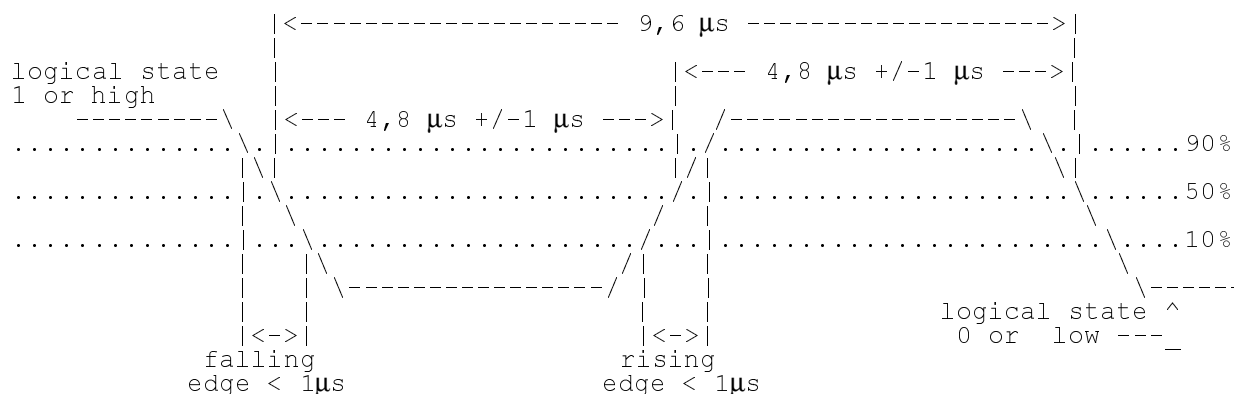 |<-------------------- 9,6 µs ------------------->|
logical state
|<--- 4,8 µs +/-1 µs --->|
1 or high
---------\ |<--- 4,8 µs +/-1 µs --->| /------------------\
90%
50%
10%
\----------------/ \------
logical state ^
|<->| |<->| 0 or low ---_
falling rising
edge < 1µs edge < 1µs